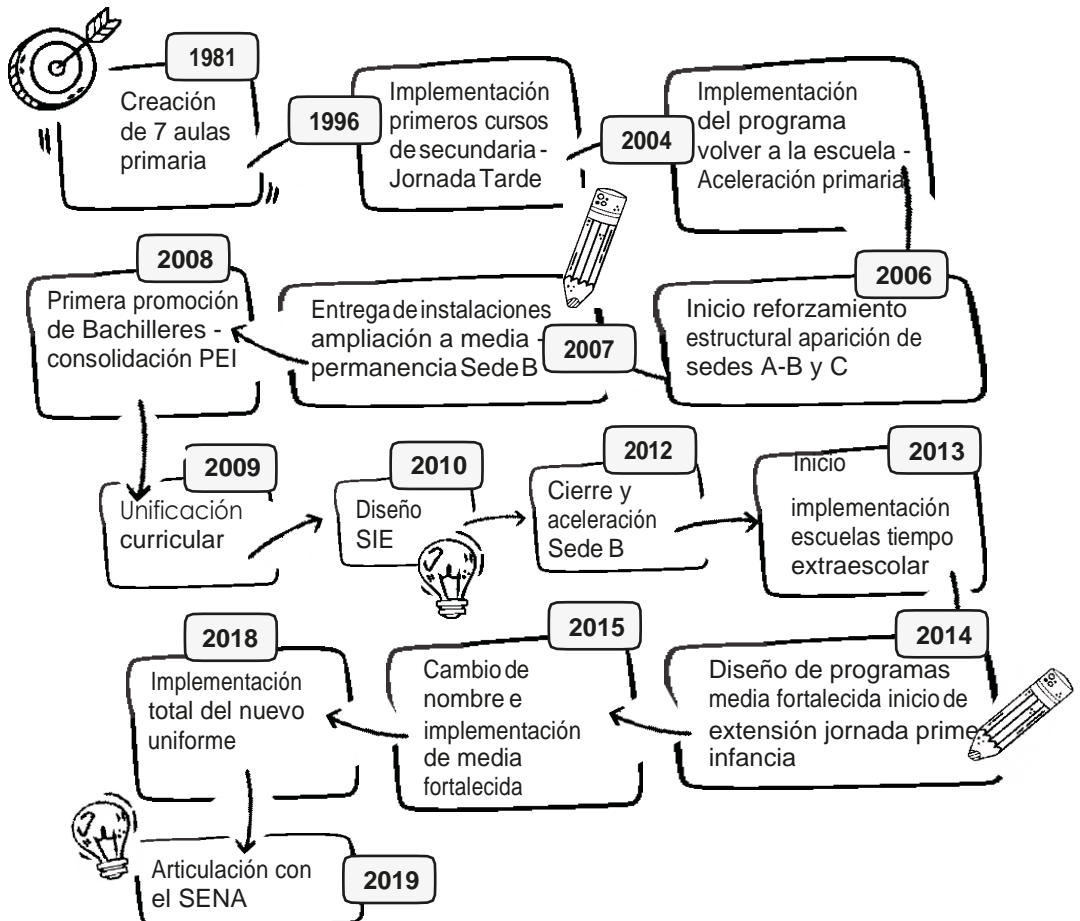 1981
Creación
de 7 aulas
primaria
1996
Implementación
primeros cursos
de secundaria -
Jornada Tarde
2004
Implementación
del programa
volver a la escuela -
Aceleración primaria
2006
Inicio reforzamiento
estructural aparición de
sedes A-B y C
2007
Entrega de instalaciones
ampliación a media -
permanencia Sede B
2008
Primera promoción
de Bachilleres -
consolidación PEI
2009
Unificación
curricular
2010
Diseño
SIE
2012
Cierre y
aceleración
Sede B
2013
Inicio
implementación
escuelas tiempo
extraescolar
2014
Diseño de programas
media fortalecida inicio de
extensión jornada prime
infancia
2015
Cambio de
nombre e
implementación
de media
fortalecida
2018
Implementación
total del nuevo
uniforme
2019
Articulación con
el SENA